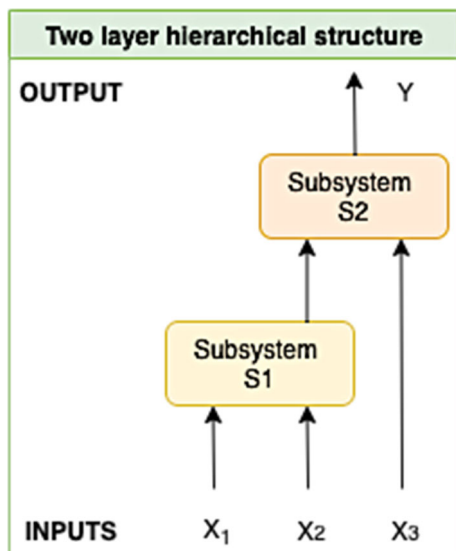 Two layer hierarchical structure
OUTPUT Y
Subsystem
S2
Subsystem
S1
INPUTS X₁ X₂ X₃